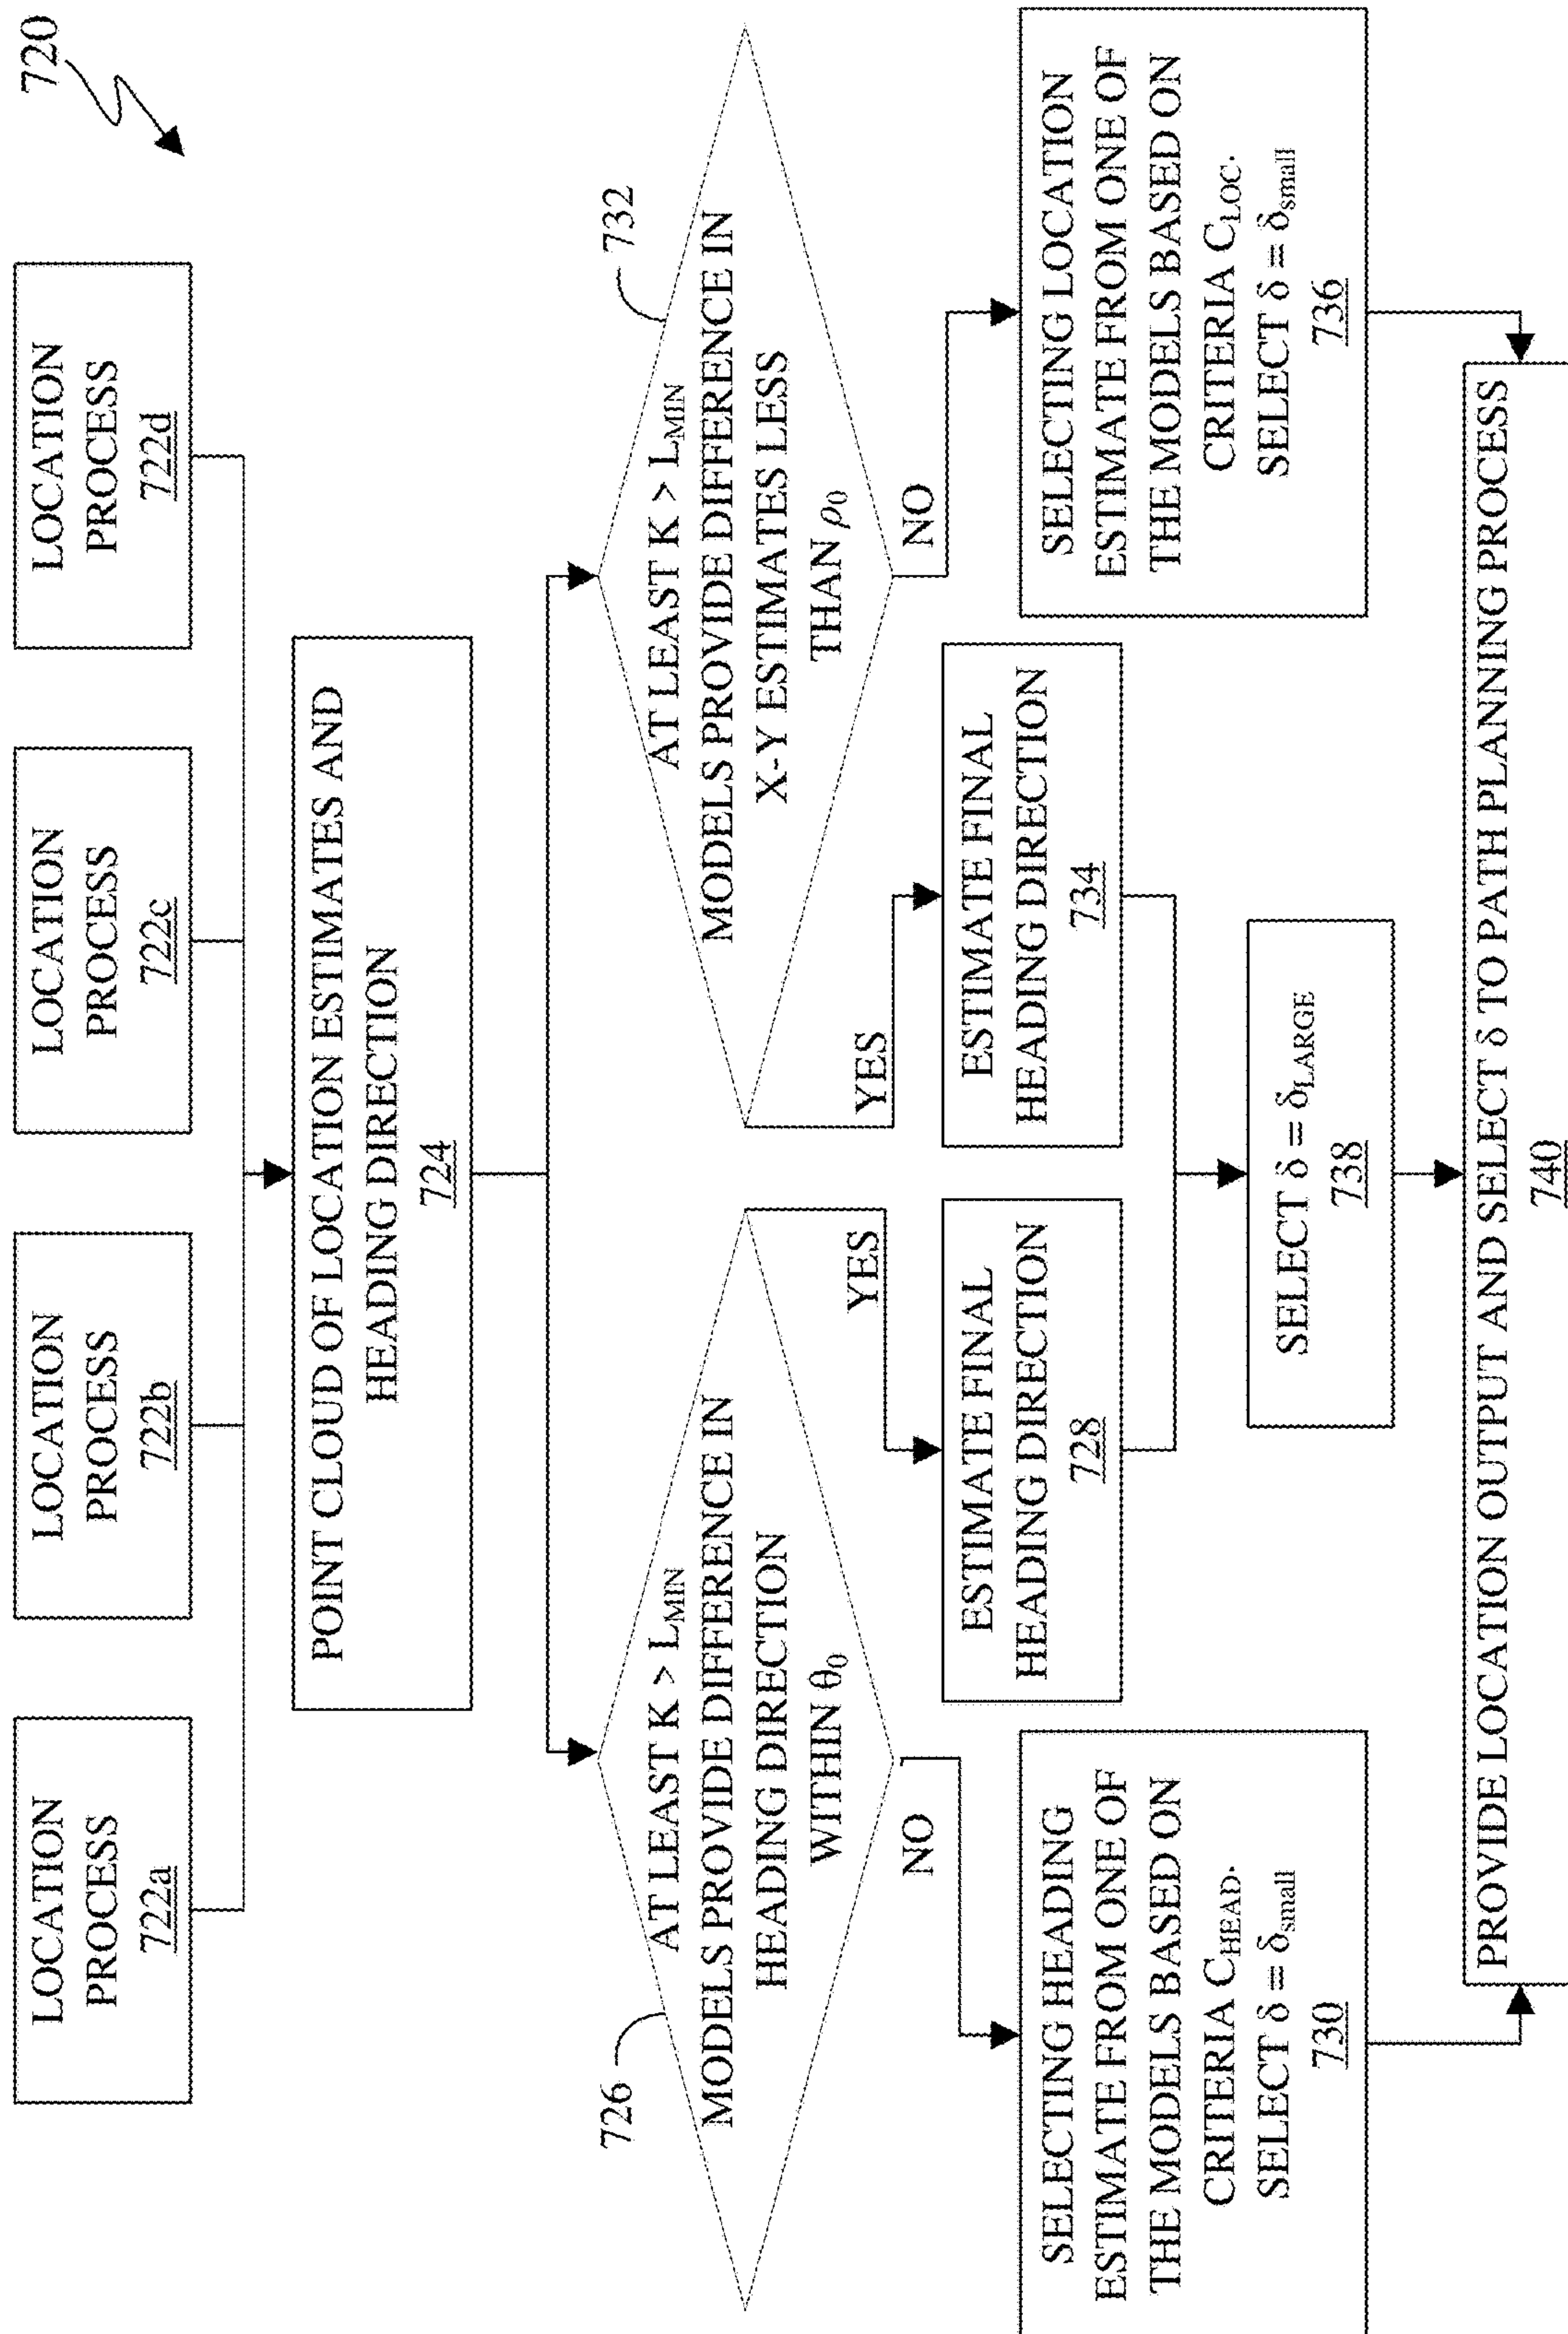 720
LOCATION
PROCESS
722a
LOCATION
PROCESS
722b
LOCATION
PROCESS
722c
LOCATION
PROCESS
722d
POINT CLOUD OF LOCATION ESTIMATES AND
HEADING DIRECTION
724
726
AT LEAST K > LMIN
MODELS PROVIDE DIFFERENCE IN
HEADING DIRECTION
WITHIN θ0
732
AT LEAST K > LMIN
MODELS PROVIDE DIFFERENCE IN
X-Y ESTIMATES LESS
THAN ρ0
NO
YES
YES
NO
SELECTING HEADING
ESTIMATE FROM ONE OF
THE MODELS BASED ON
CRITERIA CHEAD.
SELECT δ = δsmall
730
ESTIMATE FINAL
HEADING DIRECTION
728
ESTIMATE FINAL
HEADING DIRECTION
734
SELECTING LOCATION
ESTIMATE FROM ONE OF
THE MODELS BASED ON
CRITERIA CLOC.
SELECT δ = δsmall
736
SELECT δ = δLARGE
738
PROVIDE LOCATION OUTPUT AND SELECT δ TO PATH PLANNING PROCESS
740